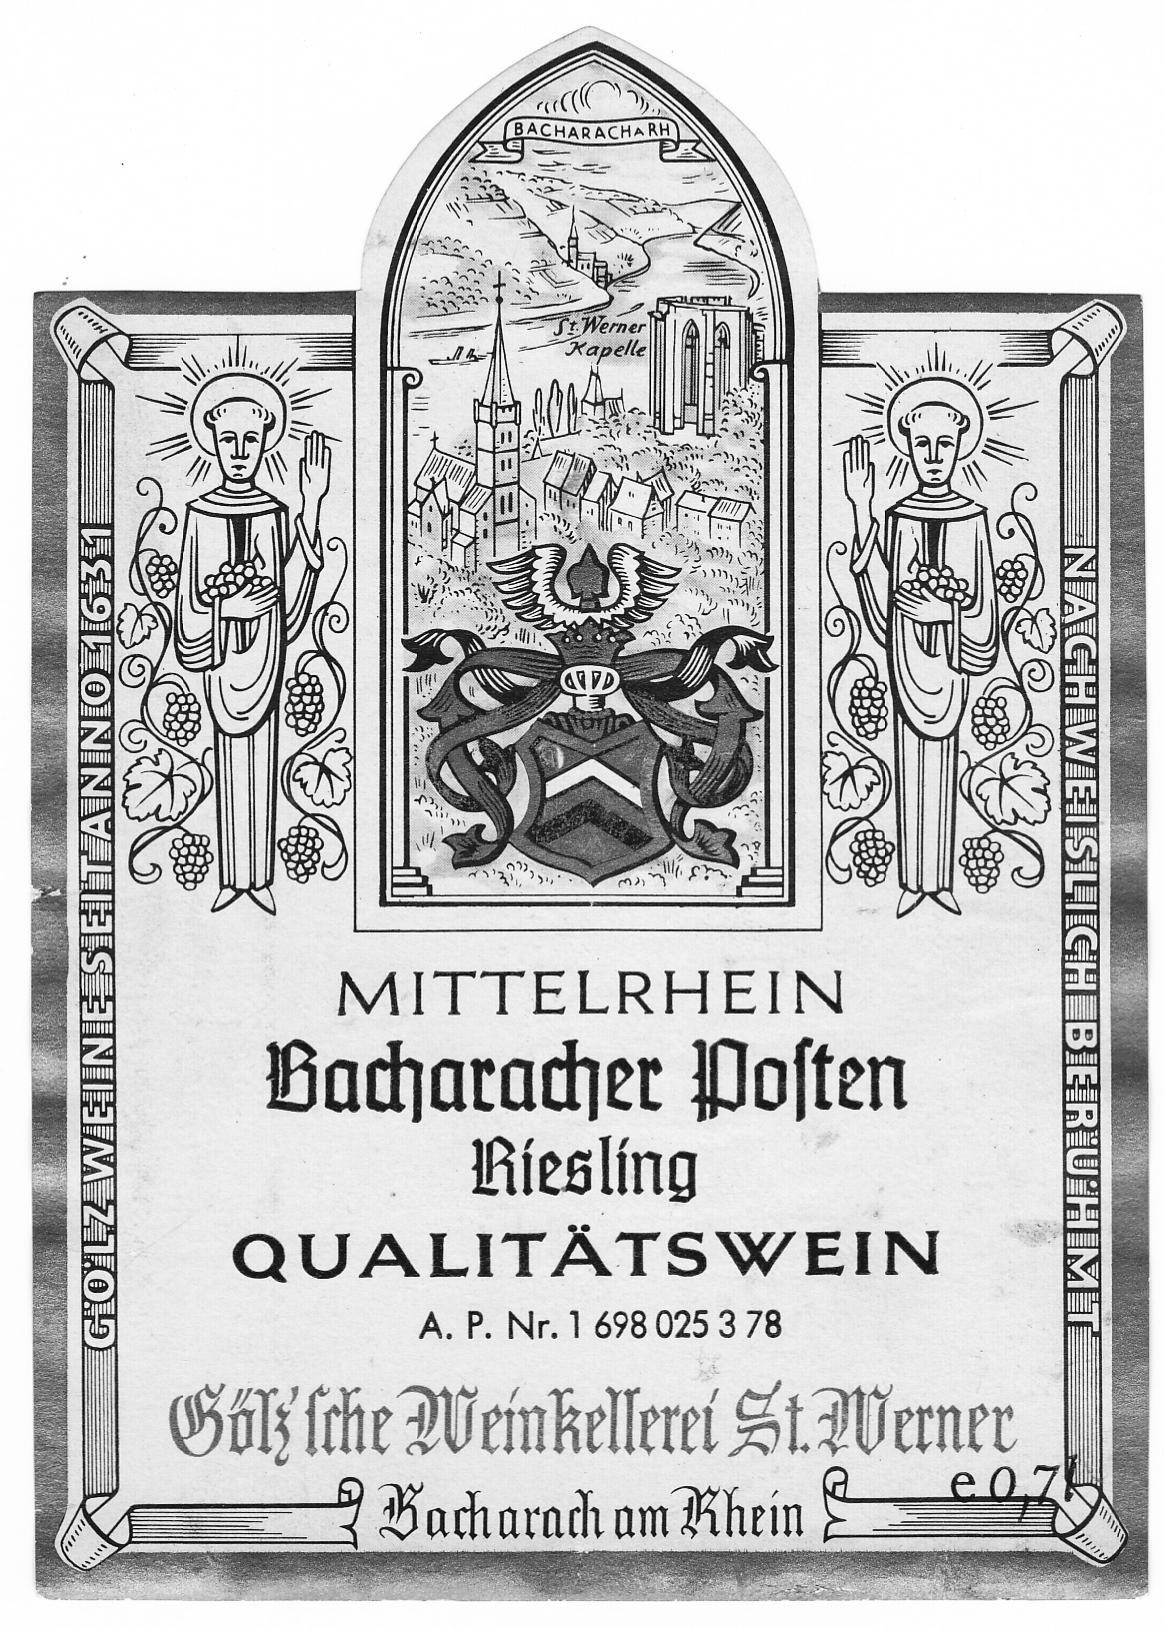 BACHARACH a RH
St. Werner
Kapelle
GÖLZ WEINE SEIT ANNO 1631
NACHWEISLICH BERÜHMT
MITTELRHEIN
Bacharacher Poſten
Riesling
QUALITÄTSWEIN
A. P. Nr. 1 698 025 3 78
Gölz'ſche Weinkellerei St. Werner
e 0,7 l
Bacharach am Rhein